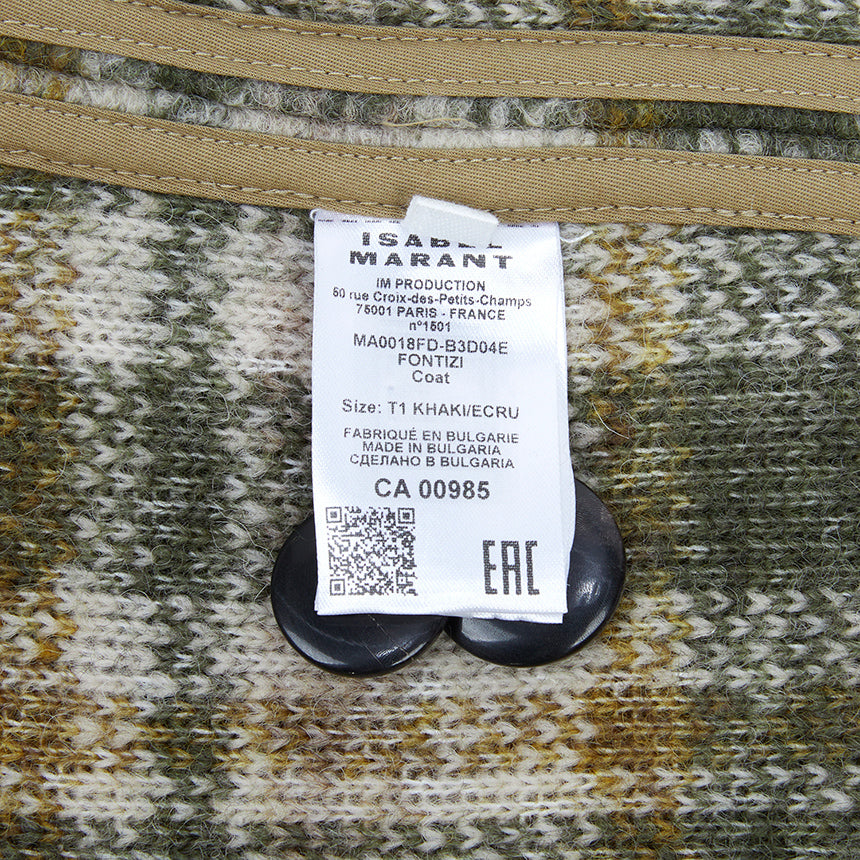 ISABEL
MARANT
IM PRODUCTION
50 rue Croix-des-Petits-Champs
75001 PARIS - FRANCE
n°1501
MA0018FD-B3D04E
FONTIZI
Coat
Size: T1 KHAKI/ECRU
FABRIQUÉ EN BULGARIE
MADE IN BULGARIA
СДЕЛАНО В BULGARIA
CA 00985
EAC